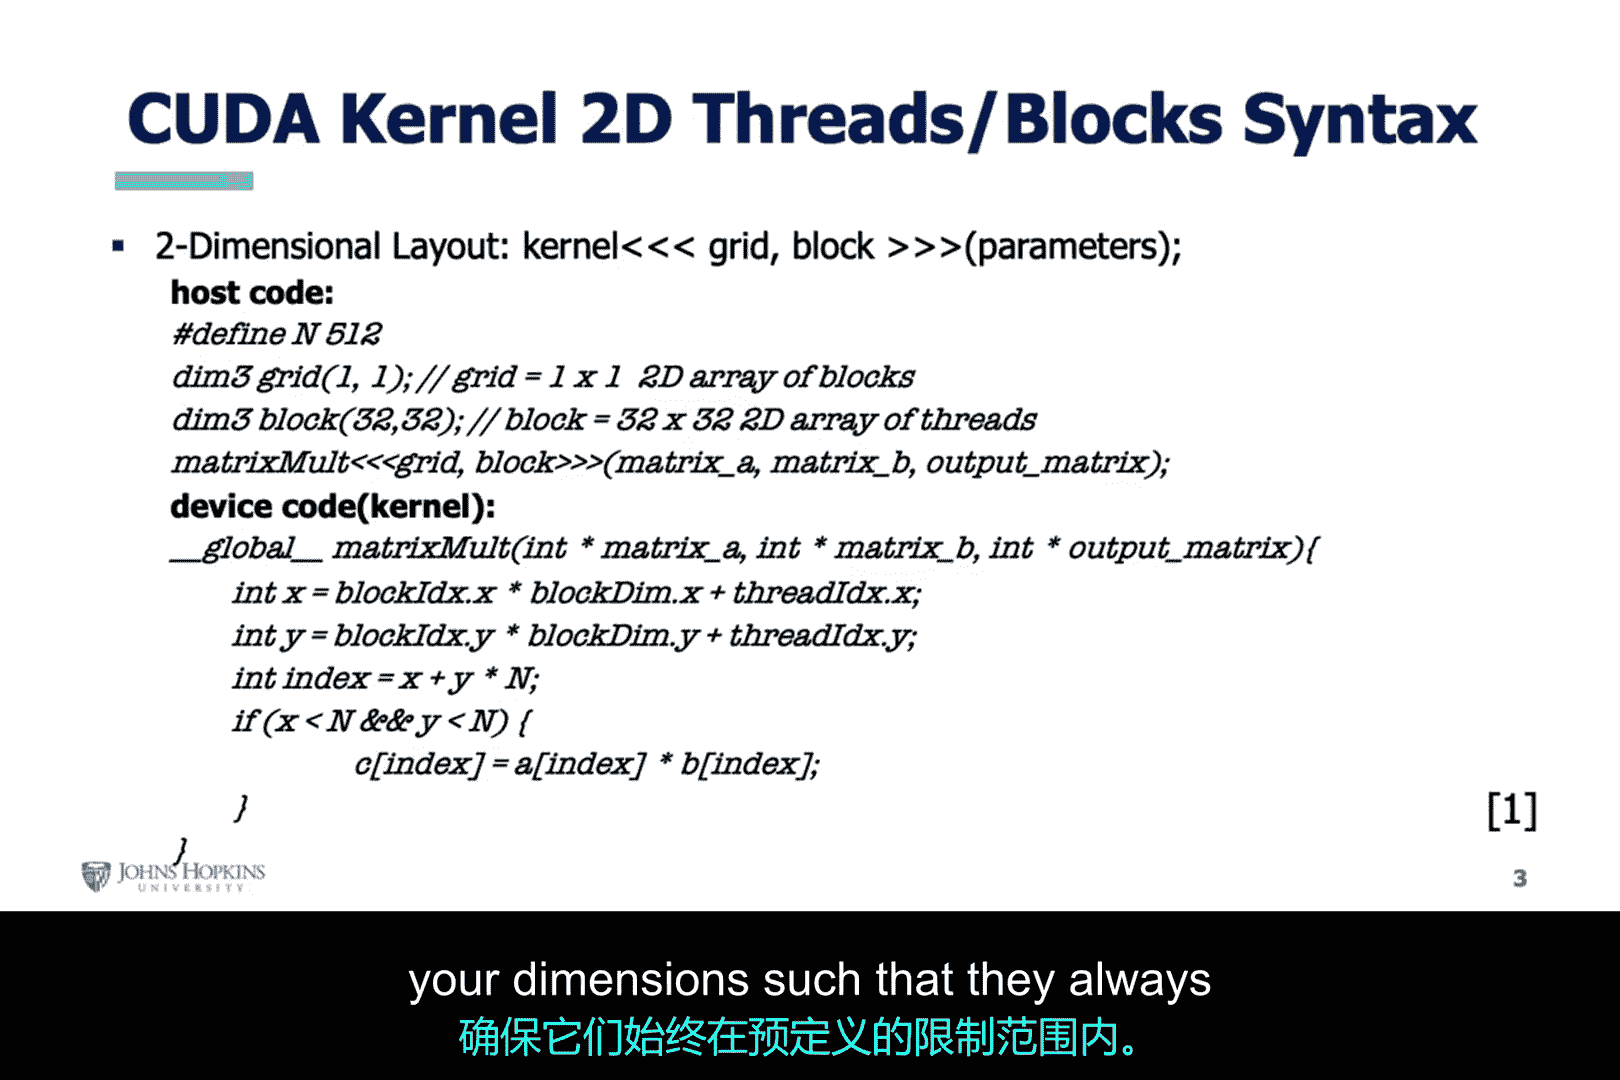 CUDA Kernel 2D Threads/Blocks Syntax
▪ 2-Dimensional Layout: kernel<<< grid, block >>>(parameters);
host code:
#define N 512
dim3 grid(1, 1); // grid = 1 x 1 2D array of blocks
dim3 block(32,32); // block = 32 x 32 2D array of threads
matrixMult<<<grid, block>>>(matrix_a, matrix_b, output_matrix);
device code(kernel):
__global__ matrixMult(int * matrix_a, int * matrix_b, int * output_matrix){
int x = blockIdx.x * blockDim.x + threadIdx.x;
int y = blockIdx.y * blockDim.y + threadIdx.y;
int index = x + y * N;
if (x < N && y < N) {
c[index] = a[index] * b[index];
}
[1]
}
JOHNS HOPKINS
UNIVERSITY
3
your dimensions such that they always
确保它们始终在预定义的限制范围内。